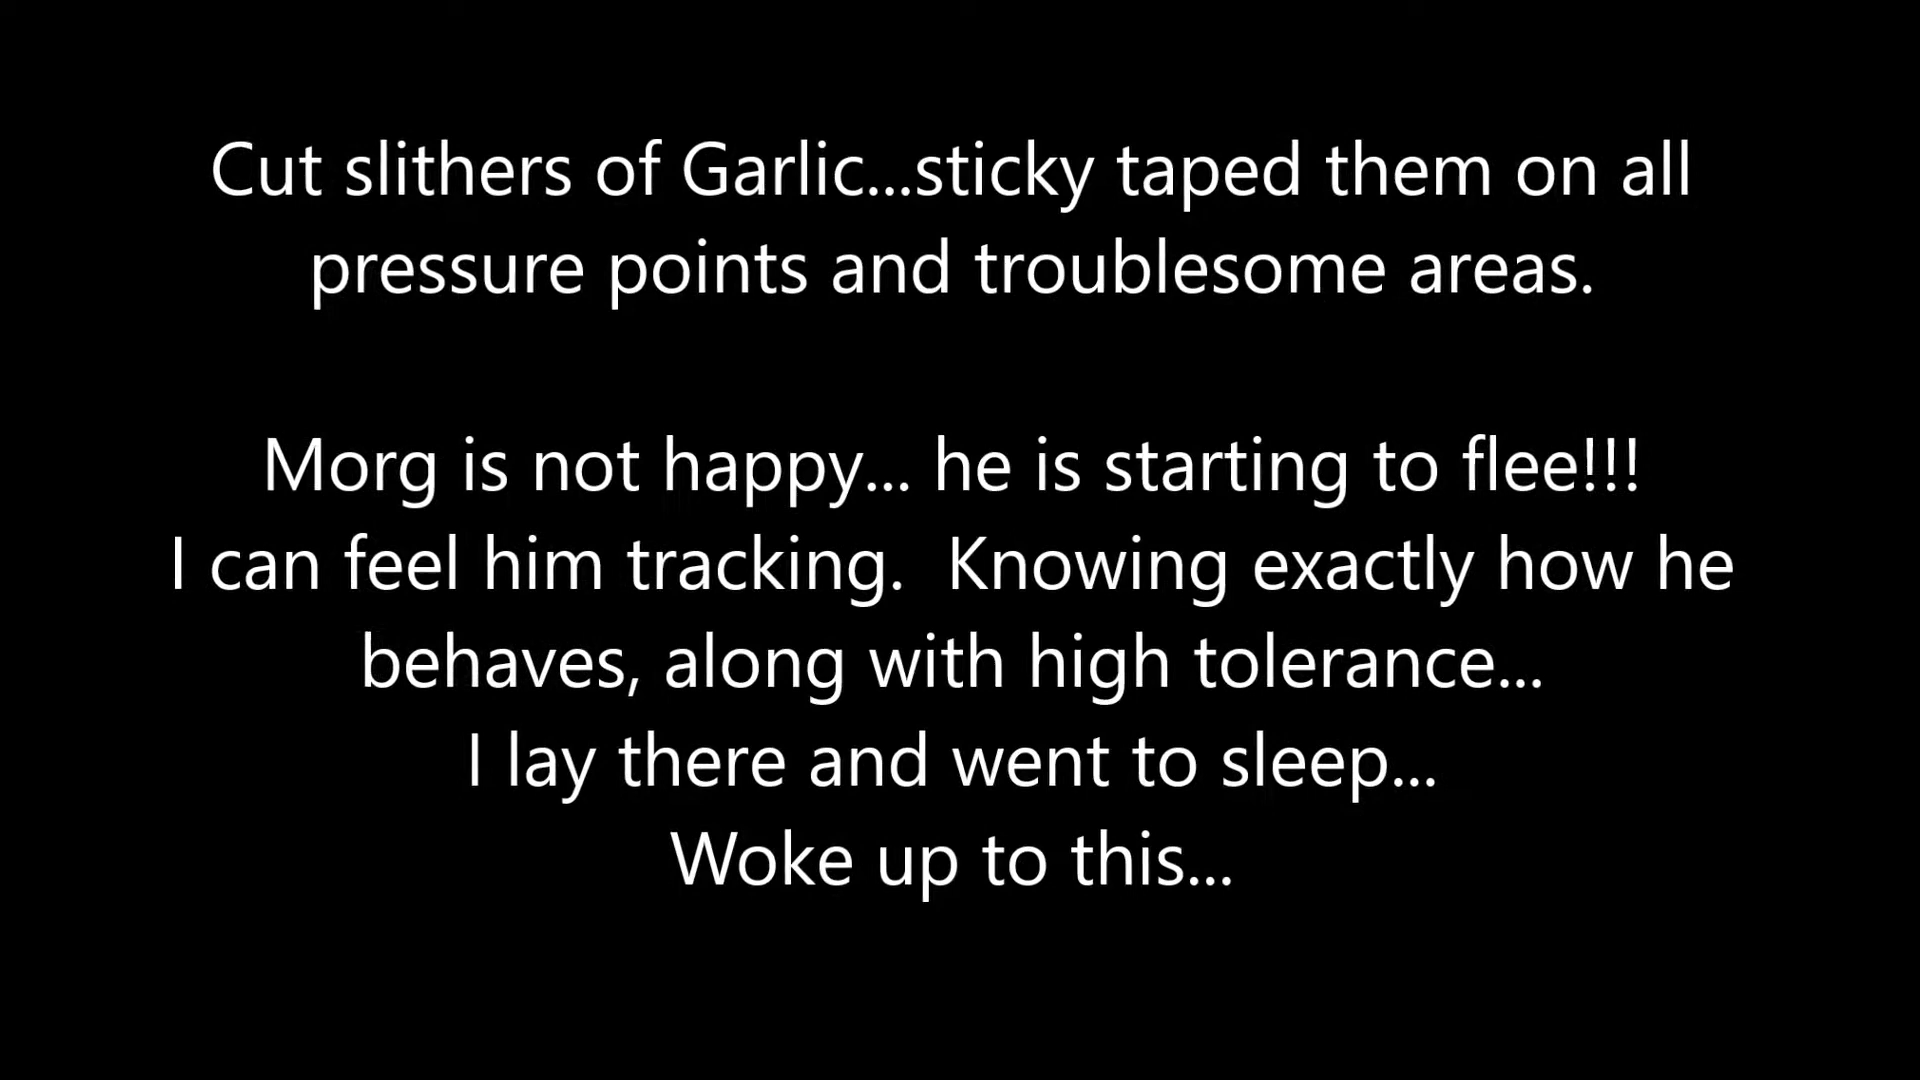 Cut slithers of Garlic...sticky taped them on all
pressure points and troublesome areas.
Morg is not happy... he is starting to flee!!!
I can feel him tracking.  Knowing exactly how he
behaves, along with high tolerance...
I lay there and went to sleep...
Woke up to this...